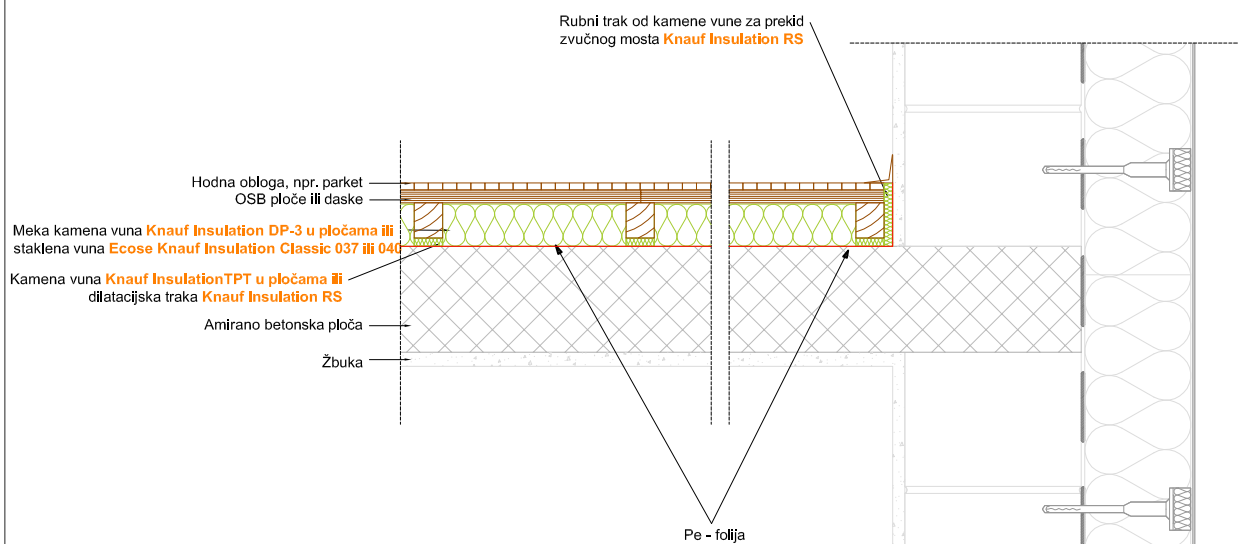 Rubni trak od kamene vune za prekid
zvučnog mosta Knauf Insulation RS
Hodna obloga, npr. parket
OSB ploče ili daske
Meka kamena vuna Knauf Insulation DP-3 u pločama ili
staklena vuna Ecose Knauf Insulation Classic 037 ili 040
Kamena vuna Knauf InsulationTPT u pločama ili
dilatacijska traka Knauf Insulation RS
Amirano betonska ploča
Žbuka
Pe - folija